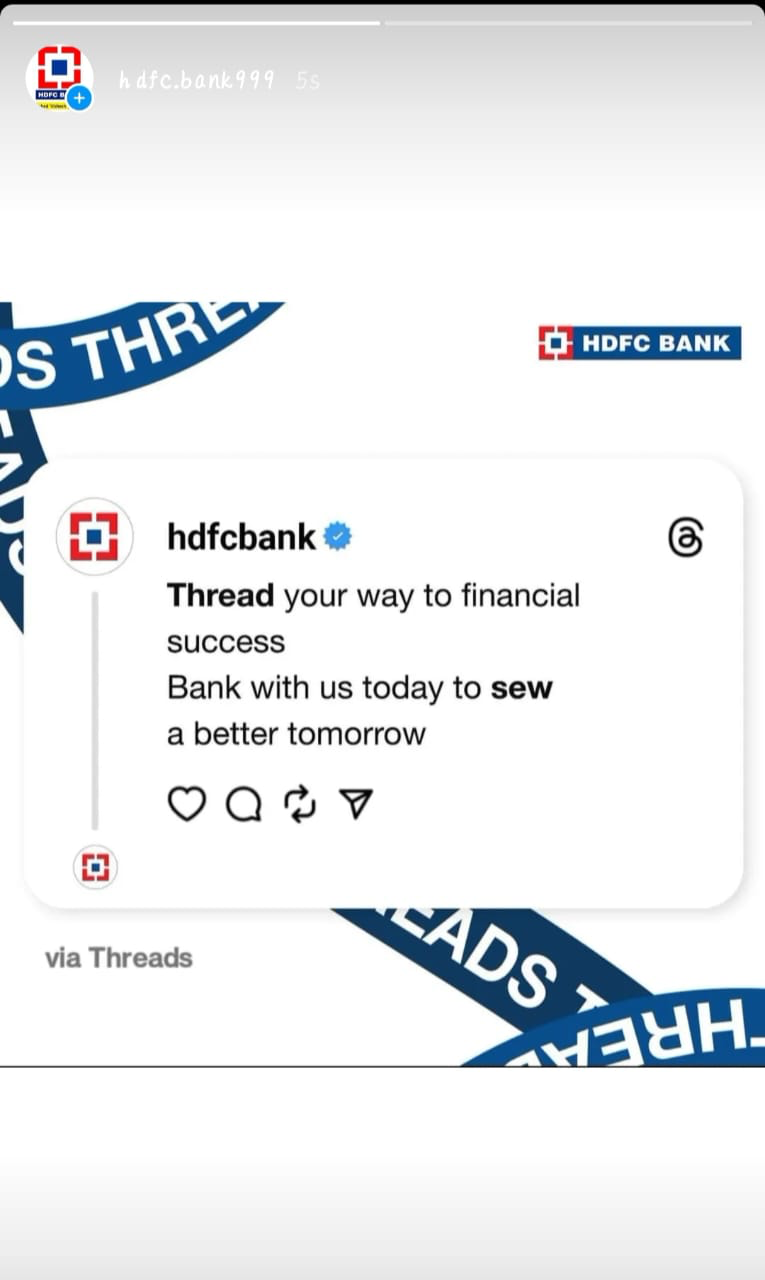 hdfc.bank999 5s
DS THREA
HDFC BANK
hdfcbank
Thread your way to financial
success
Bank with us today to sew
a better tomorrow
via Threads
EADS T
THREA